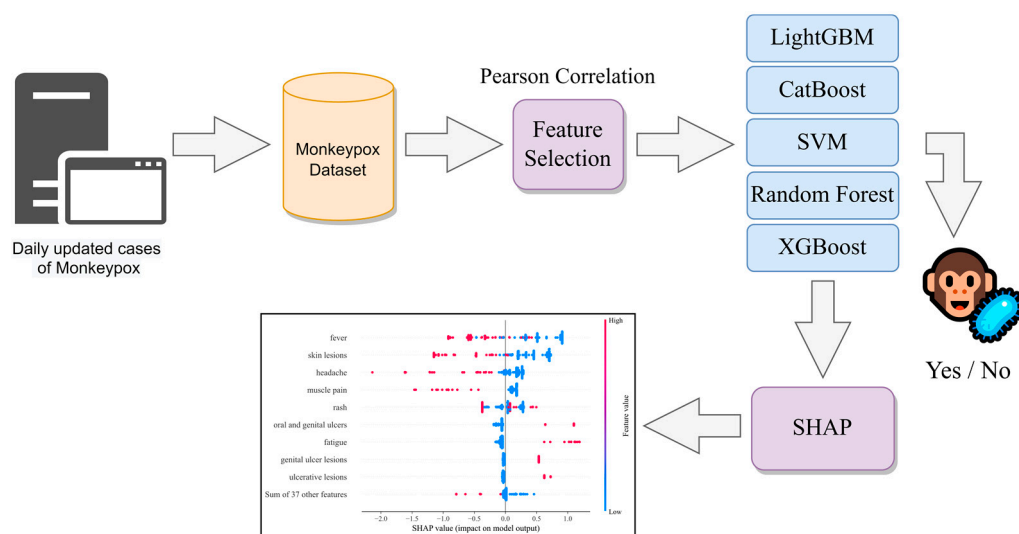 Daily updated cases
of Monkeypox
Monkeypox
Dataset
Pearson Correlation
Feature
Selection
LightGBM
CatBoost
SVM
Random Forest
XGBoost
Yes / No
SHAP
High
fever
skin lesions
headache
muscle pain
rash
oral and genital ulcers
fatigue
genital ulcer lesions
ulcerative lesions
Sum of 37 other features
Feature value
Low
−2.0 −1.5 −1.0 −0.5 0.0 0.5 1.0
SHAP value (impact on model output)